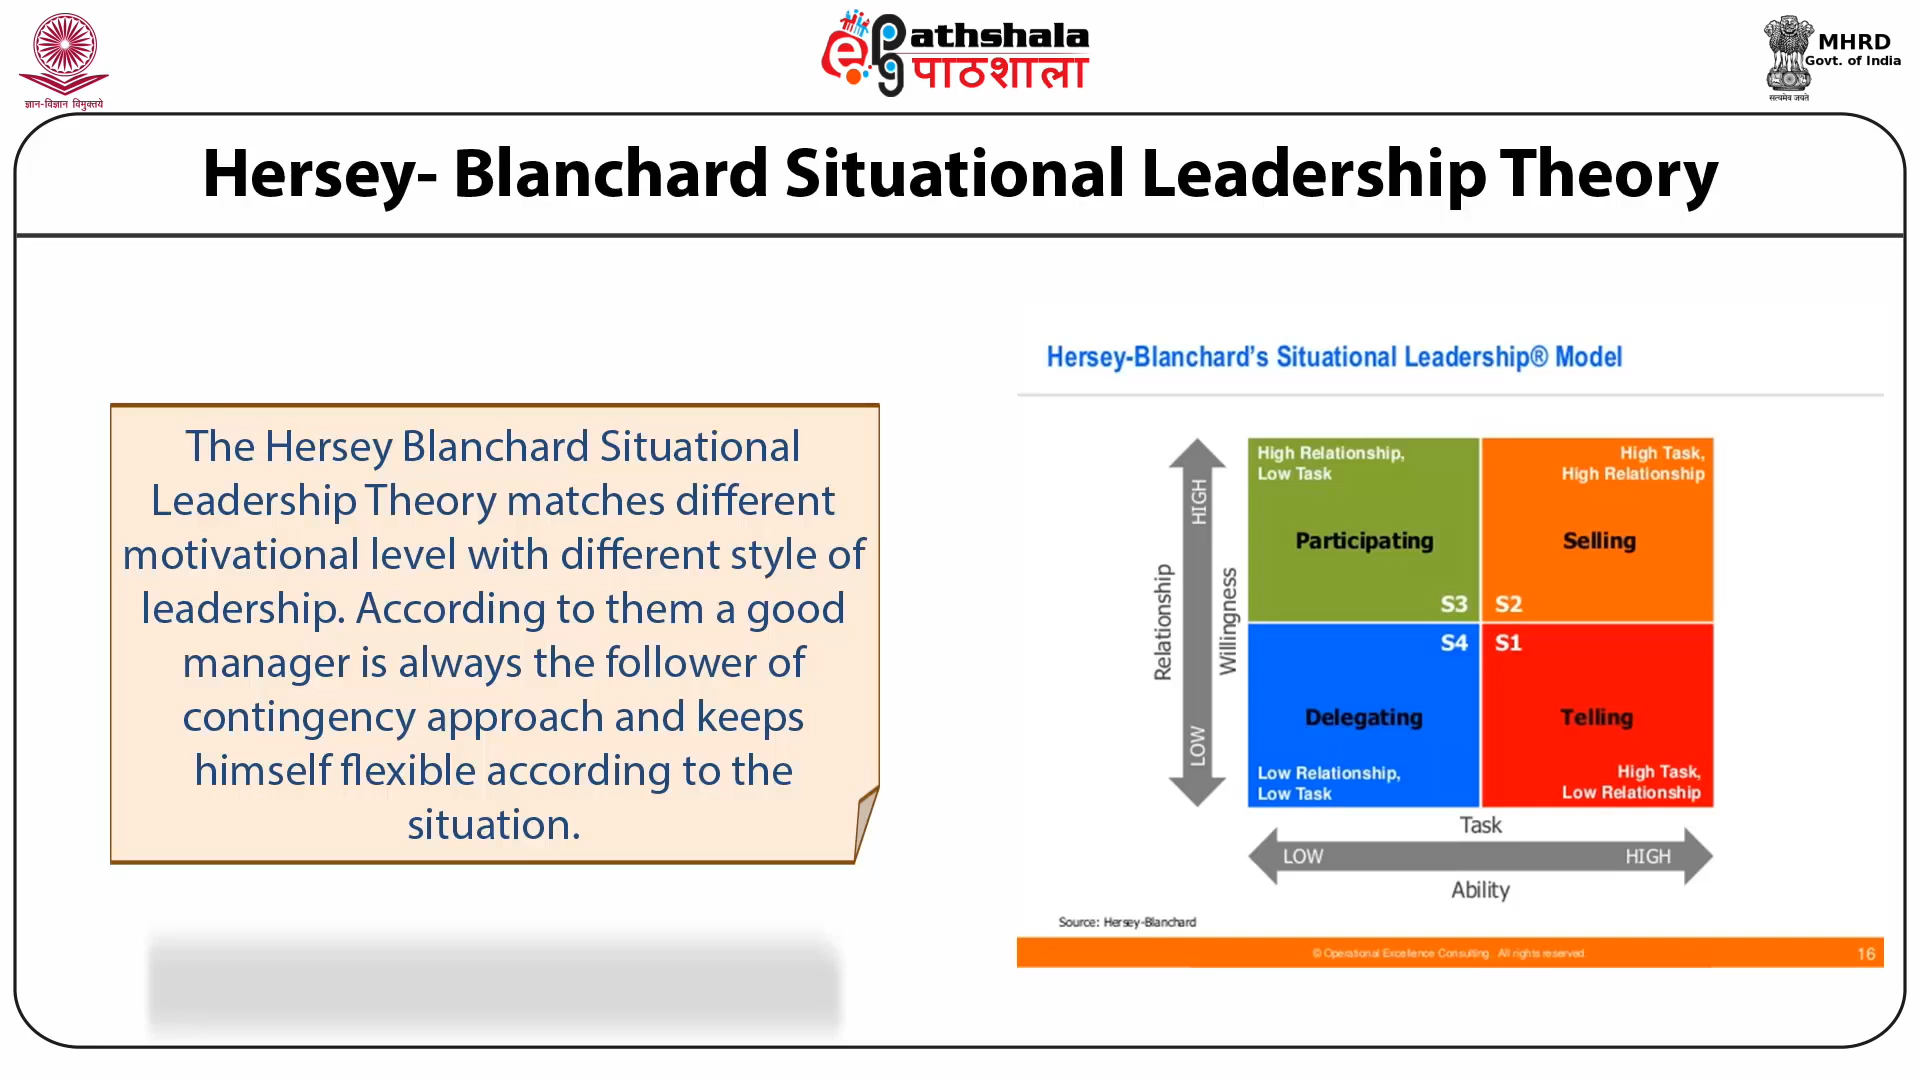 ज्ञान-विज्ञान विमुक्तये
e Pg athshala
पाठशाला
MHRD
Govt. of India
सत्यमेव जयते
Hersey- Blanchard Situational Leadership Theory
The Hersey Blanchard Situational
Leadership Theory matches different
motivational level with different style of
leadership. According to them a good
manager is always the follower of
contingency approach and keeps
himself flexible according to the
situation.
Hersey-Blanchard’s Situational Leadership® Model
Relationship
HIGH
LOW
Willingness
High Relationship,
Low Task
Participating
S3
High Task,
High Relationship
Selling
S2
S4
Delegating
Low Relationship,
Low Task
S1
Telling
High Task,
Low Relationship
Task
LOW HIGH
Ability
Source: Hersey-Blanchard
© Operational Excellence Consulting. All rights reserved.
16